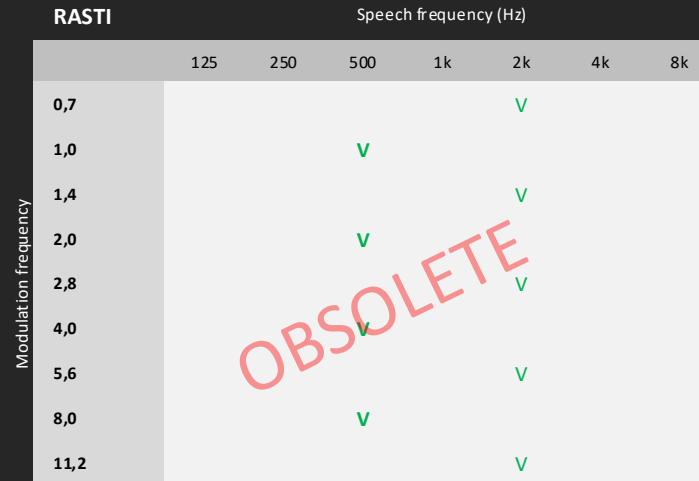 RASTI Speech frequency (Hz)
125 250 500 1k 2k 4k 8k
Modulation frequency
0,7 V
1,0 V
1,4 V
2,0 V
2,8 V
4,0 V
5,6 V
8,0 V
11,2 V
OBSOLETE